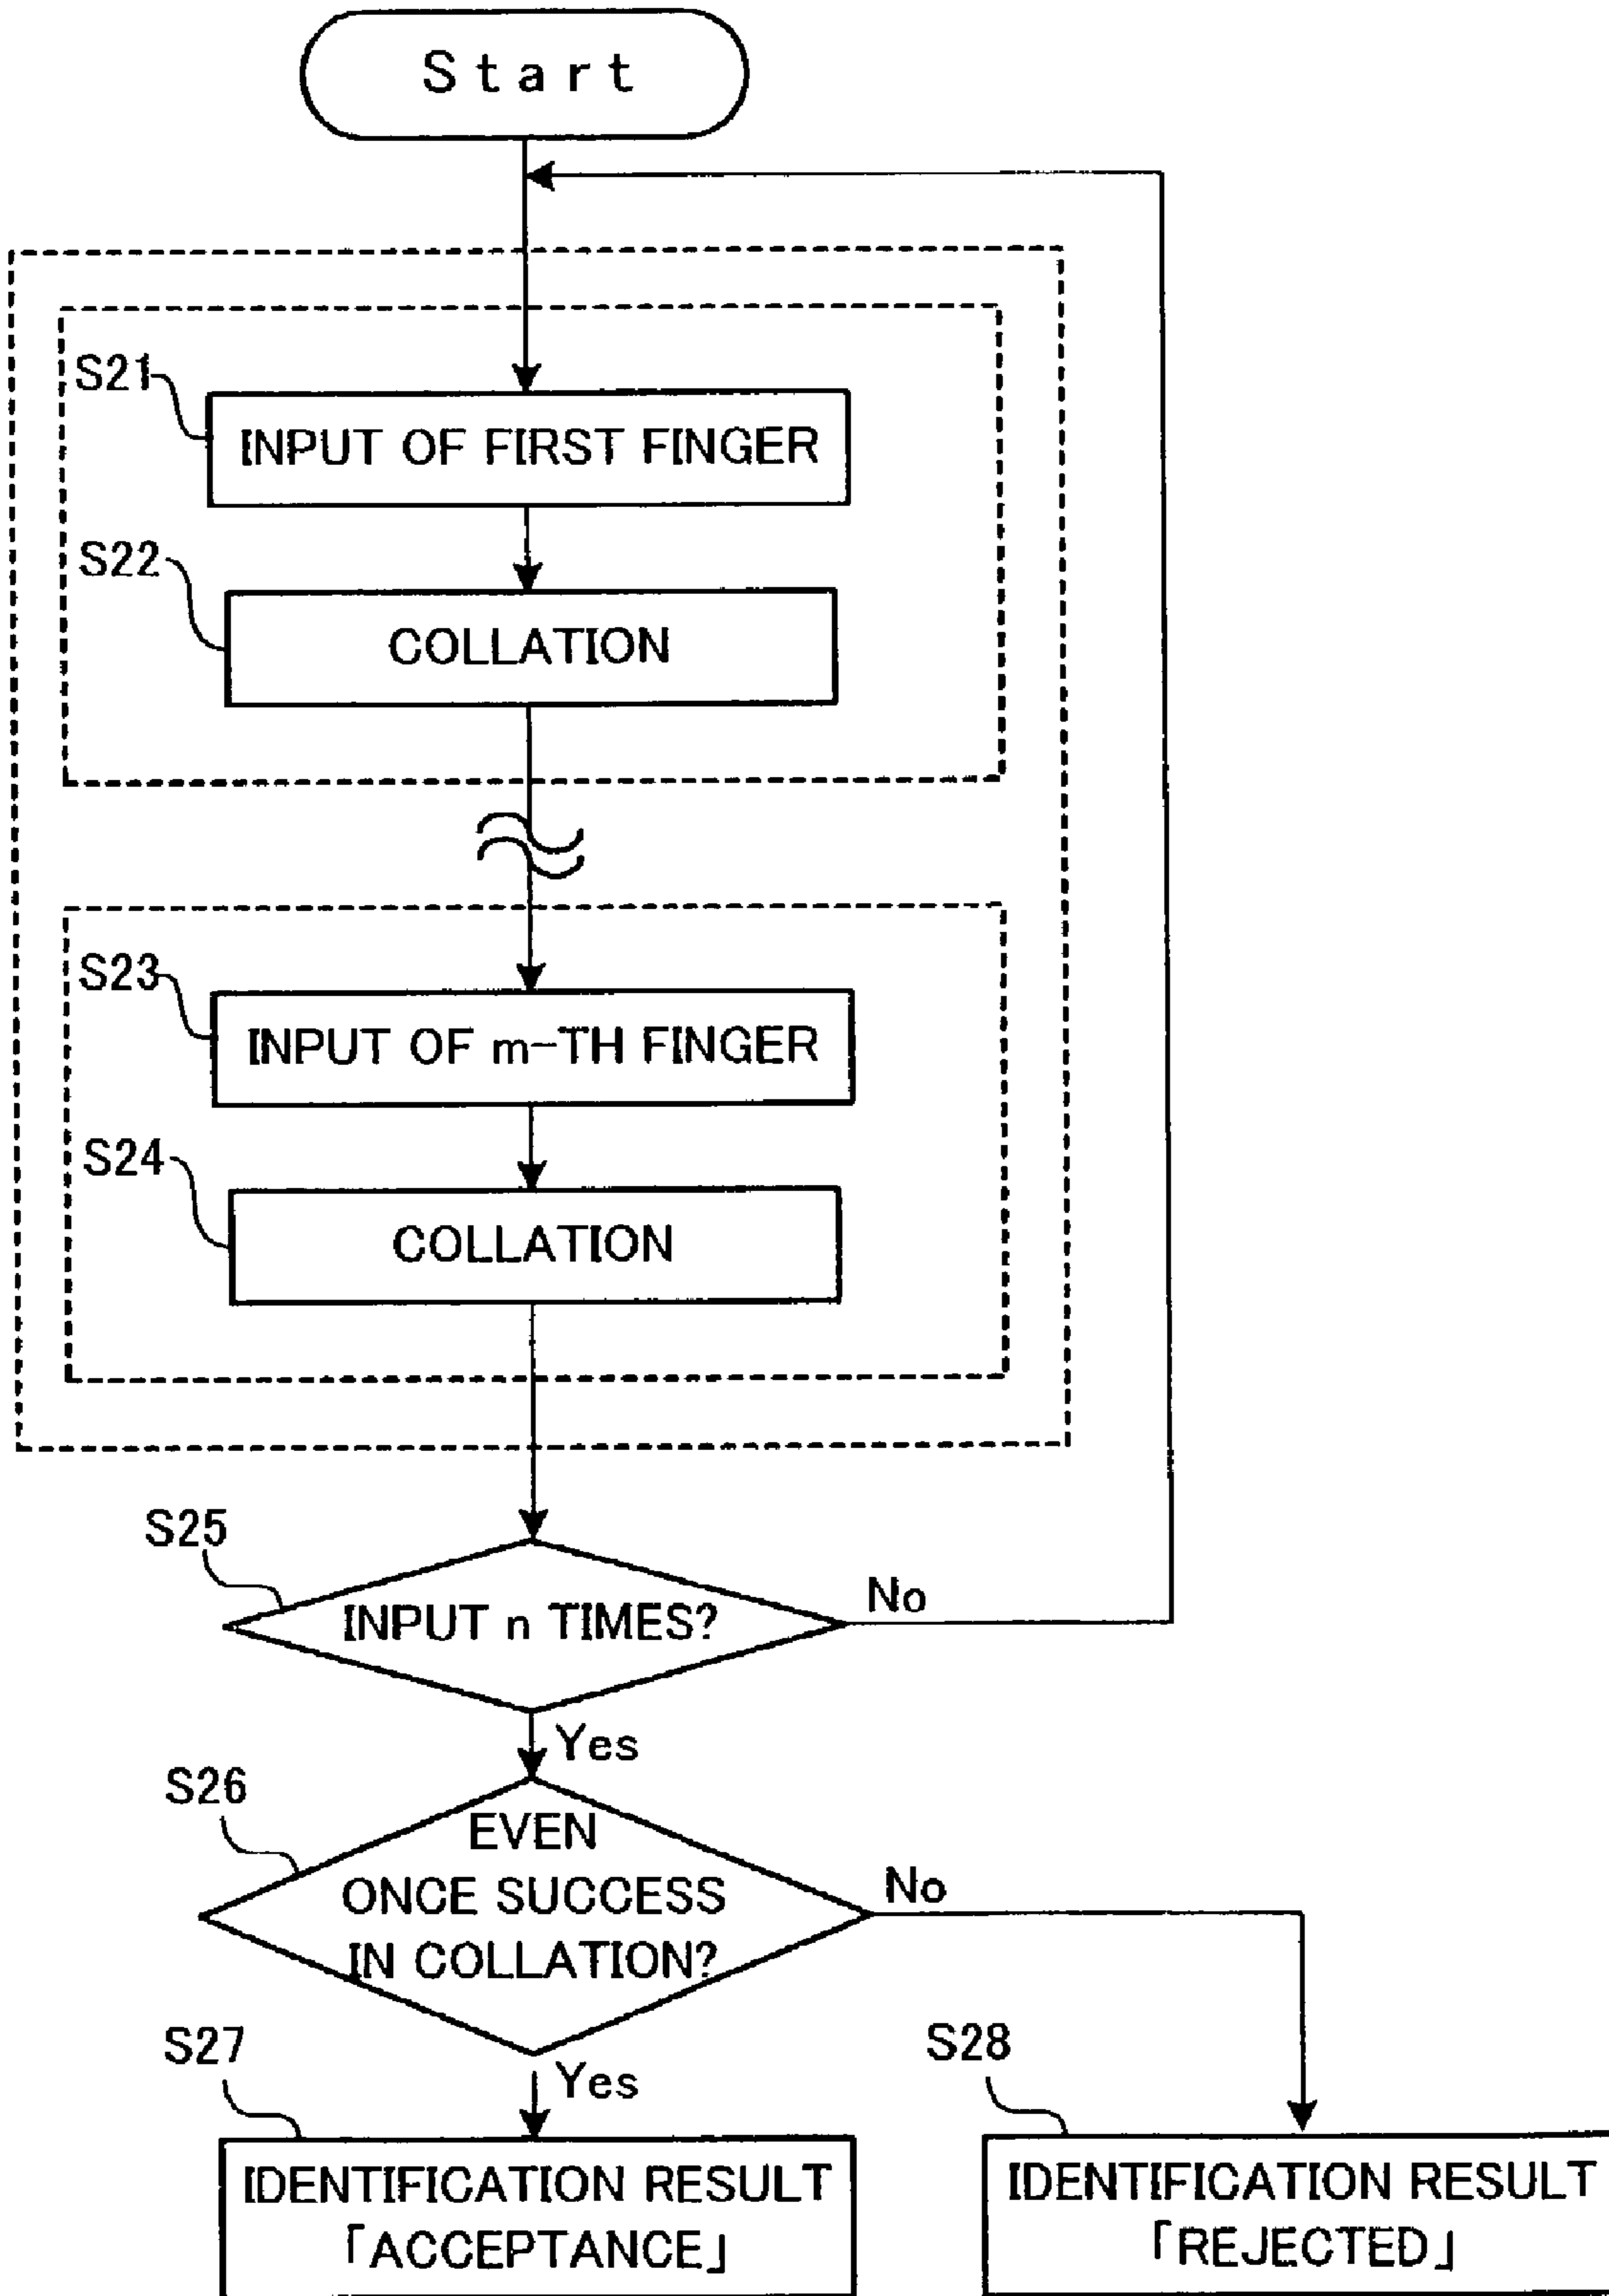 Start
S21
INPUT OF FIRST FINGER
S22
COLLATION
S23
INPUT OF m-TH FINGER
S24
COLLATION
S25
INPUT n TIMES?
No
Yes
S26
EVEN
ONCE SUCCESS
IN COLLATION?
No
Yes
S27
IDENTIFICATION RESULT
「ACCEPTANCE」
S28
IDENTIFICATION RESULT
「REJECTED」